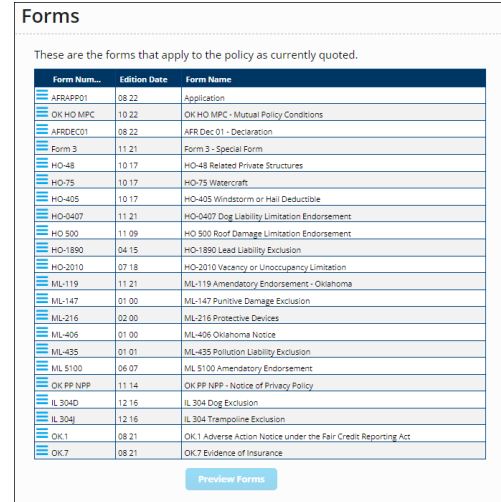 Forms
These are the forms that apply to the policy as currently quoted.
Form Num... Edition Date Form Name
AFRAPP01 08 22 Application
OK HO MPC 10 22 OK HO MPC - Mutual Policy Conditions
AFRDEC01 08 22 AFR Dec 01 - Declaration
Form 3 11 21 Form 3 - Special Form
HO-48 10 17 HO-48 Related Private Structures
HO-75 10 17 HO-75 Watercraft
HO-405 10 17 HO-405 Windstorm or Hail Deductible
HO-0407 11 21 HO-0407 Dog Liability Limitation Endorsement
HO 500 11 09 HO 500 Roof Damage Limitation Endorsement
HO-1890 04 15 HO-1890 Lead Liability Exclusion
HO-2010 07 18 HO-2010 Vacancy or Unoccupancy Limitation
ML-119 11 21 ML-119 Amendatory Endorsement - Oklahoma
ML-147 01 00 ML-147 Punitive Damage Exclusion
ML-216 02 00 ML-216 Protective Devices
ML-406 01 00 ML-406 Oklahoma Notice
ML-435 01 01 ML-435 Pollution Liability Exclusion
ML 5100 06 07 ML 5100 Amendatory Endorsement
OK PP NPP 11 14 OK PP NPP - Notice of Privacy Policy
IL 304D 12 16 IL 304 Dog Exclusion
IL 304J 12 16 IL 304 Trampoline Exclusion
OK.1 08 21 OK.1 Adverse Action Notice under the Fair Credit Reporting Act
OK.7 08 21 OK.7 Evidence of Insurance
Preview Forms